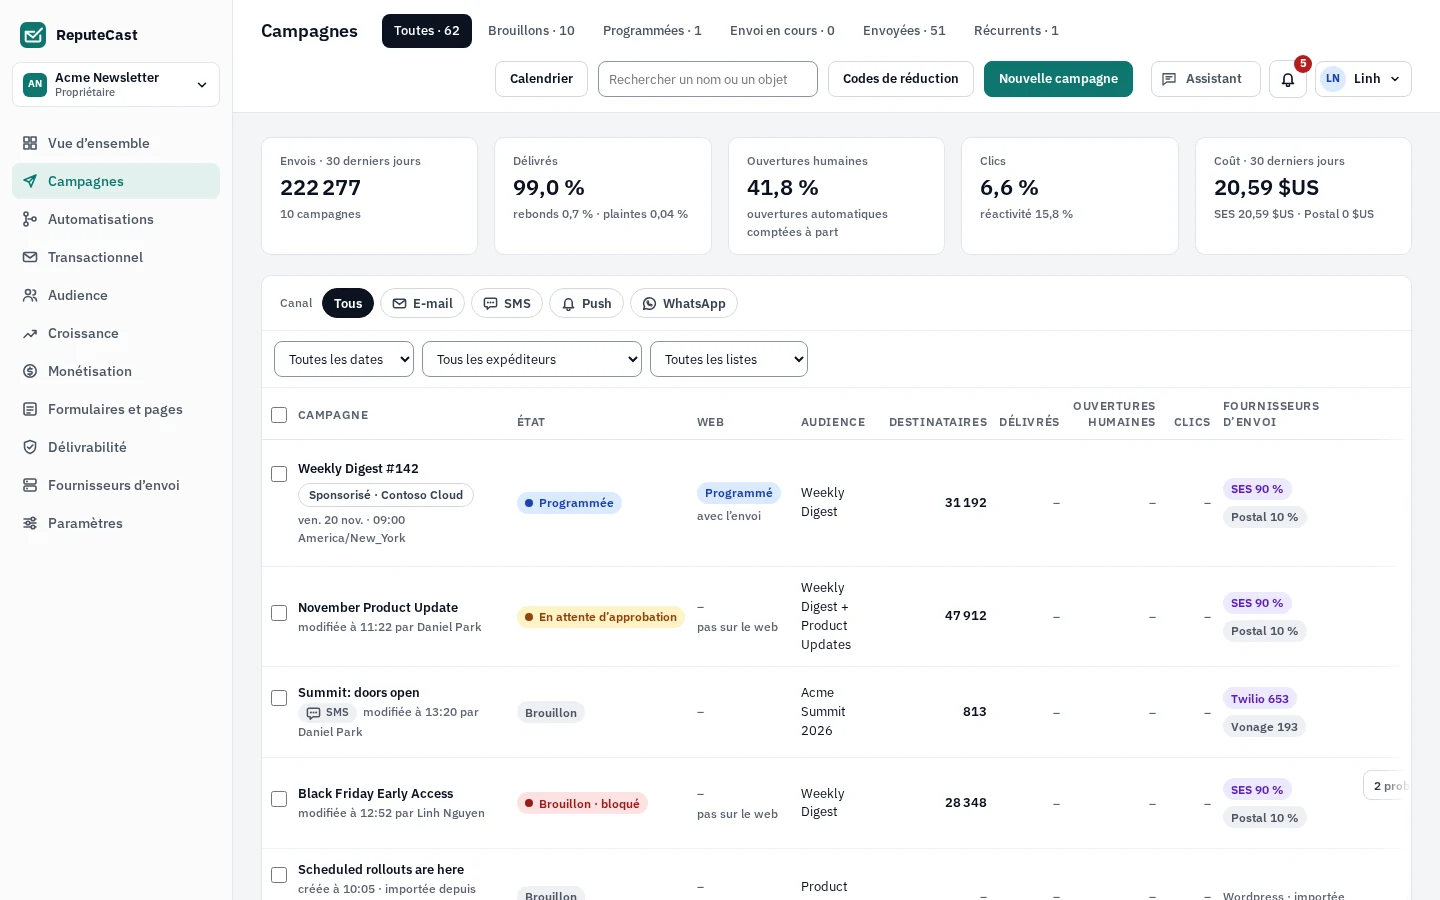 ReputeCast
AN
Acme Newsletter
Propriétaire
Vue d’ensemble
Campagnes
Automatisations
Transactionnel
Audience
Croissance
Monétisation
Formulaires et pages
Délivrabilité
Fournisseurs d’envoi
Paramètres
Campagnes
Toutes · 62
Brouillons · 10
Programmées · 1
Envoi en cours · 0
Envoyées · 51
Récurrents · 1
Calendrier
Rechercher un nom ou un objet
Codes de réduction
Nouvelle campagne
Assistant
5
LN
Linh
Envois · 30 derniers jours
222 277
10 campagnes
Délivrés
99,0 %
rebonds 0,7 % · plaintes 0,04 %
Ouvertures humaines
41,8 %
ouvertures automatiques
comptées à part
Clics
6,6 %
réactivité 15,8 %
Coût · 30 derniers jours
20,59 $US
SES 20,59 $US · Postal 0 $US
Canal
Tous
E-mail
SMS
Push
WhatsApp
Toutes les dates
Tous les expéditeurs
Toutes les listes
CAMPAGNE
ÉTAT
WEB
AUDIENCE
DESTINATAIRES
DÉLIVRÉS
OUVERTURES
HUMAINES
CLICS
FOURNISSEURS
D’ENVOI
Weekly Digest #142
Sponsorisé · Contoso Cloud
ven. 20 nov. · 09:00
America/New_York
Programmée
Programmé
avec l’envoi
Weekly
Digest
31 192
–
–
–
SES 90 %
Postal 10 %
November Product Update
modifiée à 11:22 par Daniel Park
En attente d’approbation
–
pas sur le web
Weekly
Digest +
Product
Updates
47 912
–
–
–
SES 90 %
Postal 10 %
Summit: doors open
SMS modifiée à 13:20 par
Daniel Park
Brouillon
–
Acme
Summit
2026
813
–
–
–
Twilio 653
Vonage 193
Black Friday Early Access
modifiée à 12:52 par Linh Nguyen
Brouillon · bloqué
–
pas sur le web
Weekly
Digest
28 348
–
–
–
SES 90 %
Postal 10 %
2
Scheduled rollouts are here
créée à 10:05 · importée depuis
Brouillon
–
Product
–
–
–
Wordpress · importée